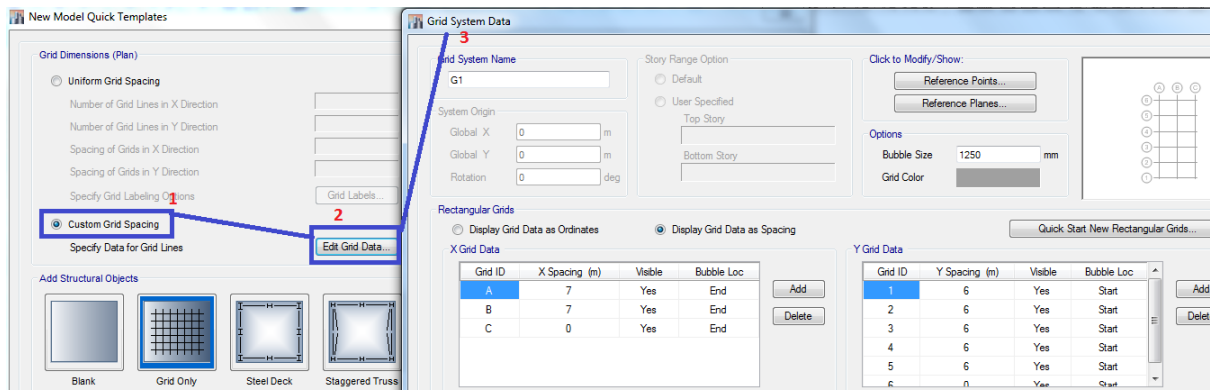 New Model Quick Templates
Grid Dimensions (Plan)
Uniform Grid Spacing
Number of Grid Lines in X Direction
Number of Grid Lines in Y Direction
Spacing of Grids in X Direction
Spacing of Grids in Y Direction
Specify Grid Labeling Options
Grid Labels...
1
2
Custom Grid Spacing
Specify Data for Grid Lines
Edit Grid Data...
Add Structural Objects
Blank
Grid Only
Steel Deck
Staggered Truss
Grid System Data
3
Grid System Name
G1
System Origin
Global X 0 m
Global Y 0 m
Rotation 0 deg
Story Range Option
Default
User Specified
Top Story
Bottom Story
Click to Modify/Show:
Reference Points...
Reference Planes...
Options
Bubble Size 1250 mm
Grid Color
A B C
Rectangular Grids
Display Grid Data as Ordinates
Display Grid Data as Spacing
Quick Start New Rectangular Grids...
X Grid Data
Grid ID X Spacing (m) Visible Bubble Loc
A 7 Yes End
B 7 Yes End
C 0 Yes End
Add
Delete
Y Grid Data
Grid ID Y Spacing (m) Visible Bubble Loc
1 6 Yes Start
2 6 Yes Start
3 6 Yes Start
4 6 Yes Start
5 6 Yes Start
6 0 Yes Start
Add
Delet